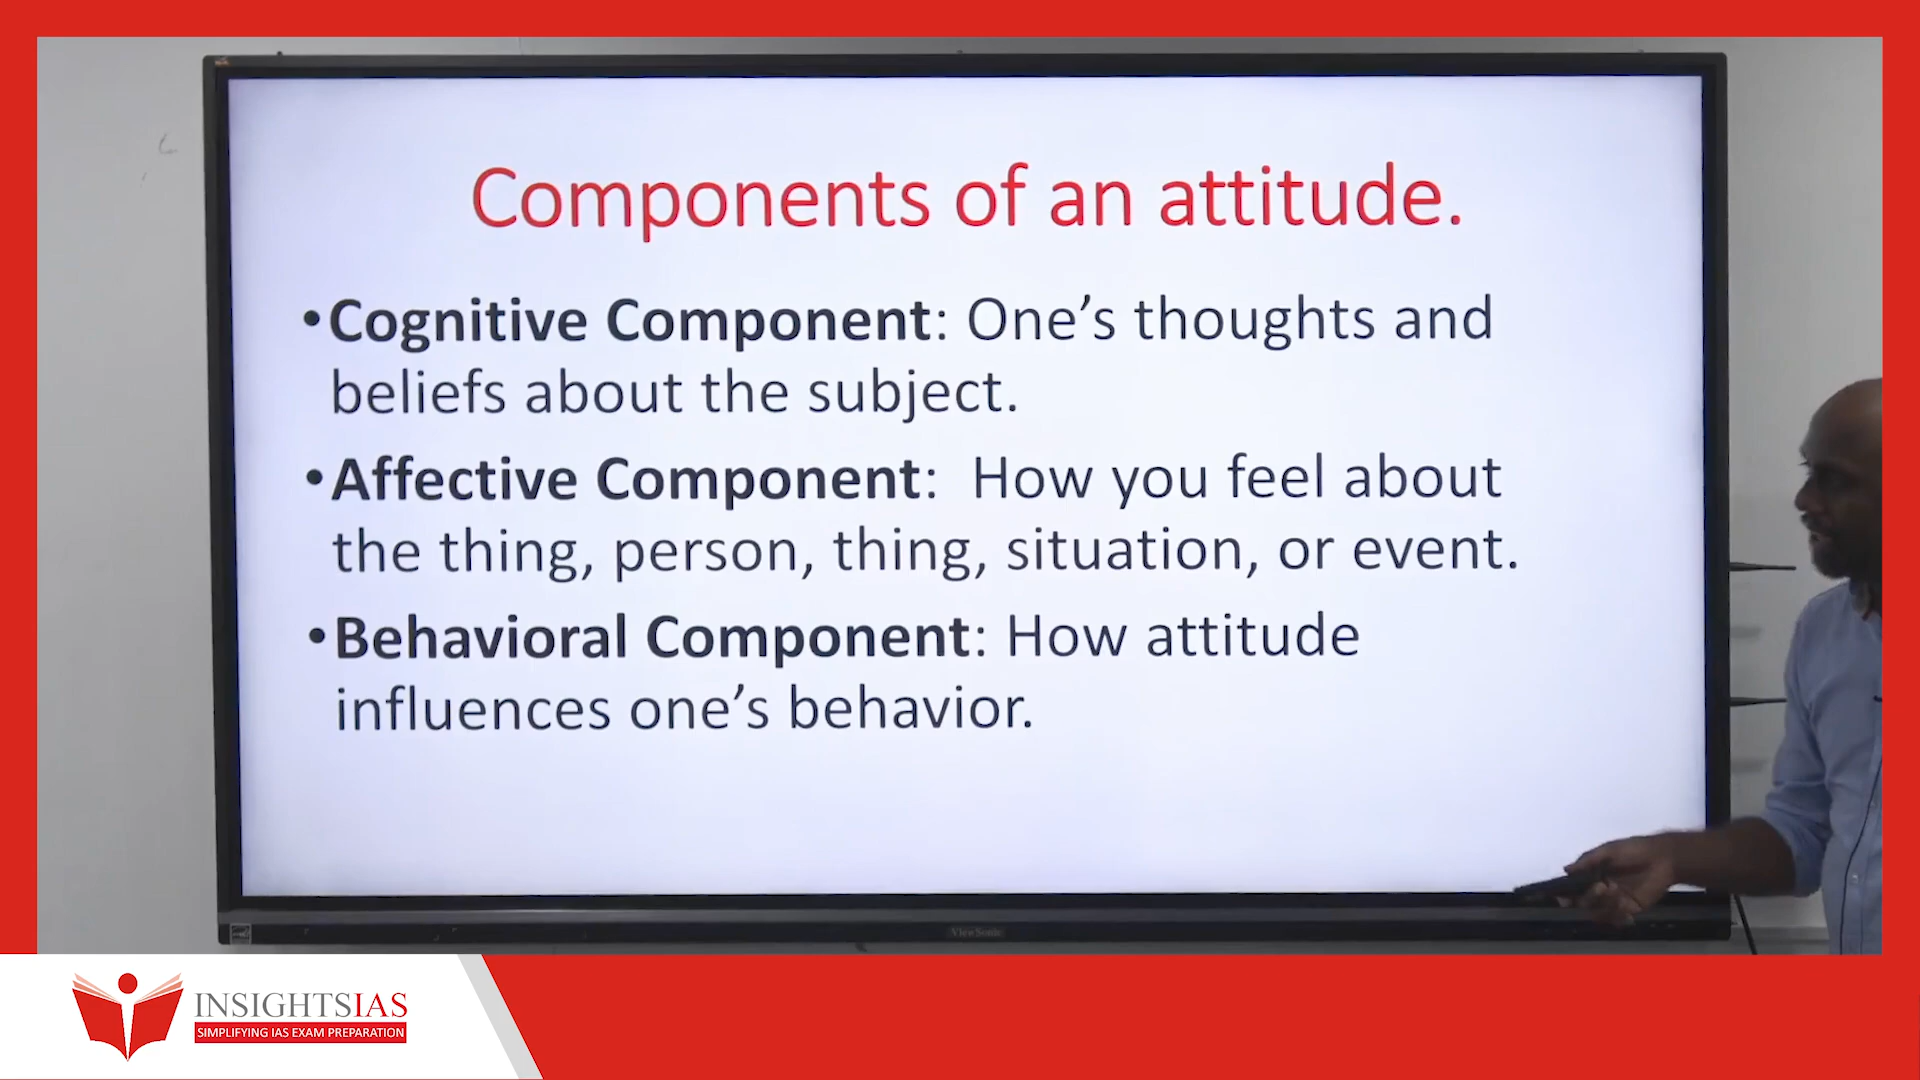 Components of an attitude.
•Cognitive Component: One’s thoughts and
beliefs about the subject.
•Affective Component:  How you feel about
the thing, person, thing, situation, or event.
•Behavioral Component: How attitude
influences one’s behavior.
ViewSonic
INSIGHTSIAS
SIMPLIFYING IAS EXAM PREPARATION